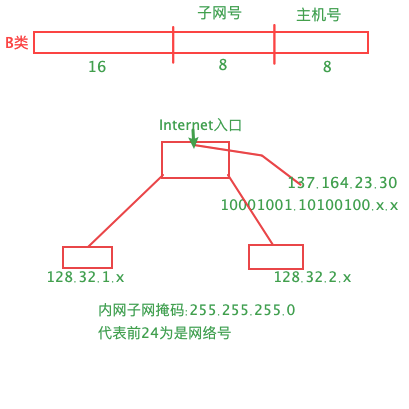 子网号
主机号
B类
16
8
8
Internet入口
137.164.23.30
10001001.10100100.x.x
128.32.1.x
128.32.2.x
内网子网掩码:255.255.255.0
代表前24为是网络号